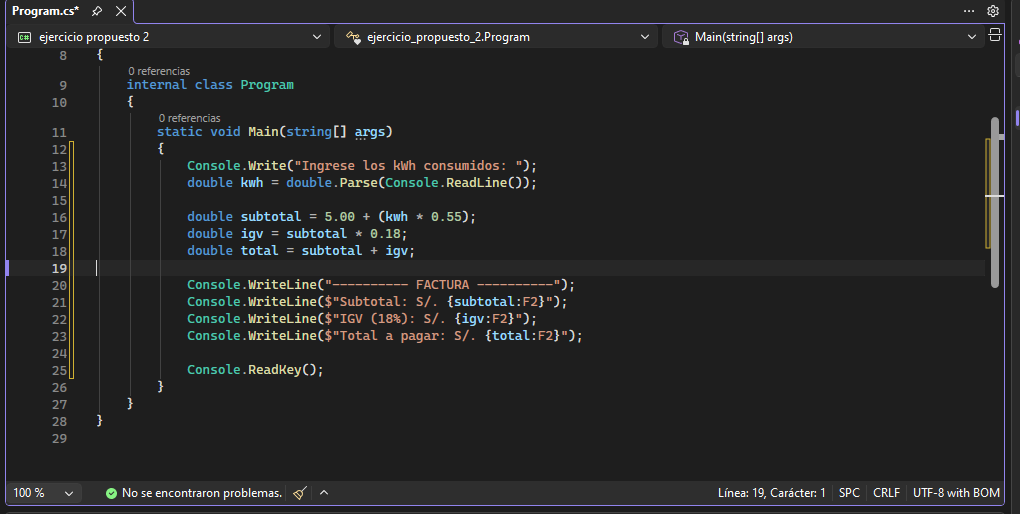 Program.cs*
ejercicio propuesto 2
ejercicio_propuesto_2.Program
Main(string[] args)
8 {
0 referencias
9 internal class Program
10 {
0 referencias
11 static void Main(string[] args)
12 {
13 Console.Write("Ingrese los kWh consumidos: ");
14 double kwh = double.Parse(Console.ReadLine());
15
16 double subtotal = 5.00 + (kwh * 0.55);
17 double igv = subtotal * 0.18;
18 double total = subtotal + igv;
19
20 Console.WriteLine("---------- FACTURA ----------");
21 Console.WriteLine($"Subtotal: S/. {subtotal:F2}");
22 Console.WriteLine($"IGV (18%): S/. {igv:F2}");
23 Console.WriteLine($"Total a pagar: S/. {total:F2}");
24
25 Console.ReadKey();
26 }
27 }
28 }
29
100 %
No se encontraron problemas.
Línea: 19, Carácter: 1
SPC
CRLF
UTF-8 with BOM